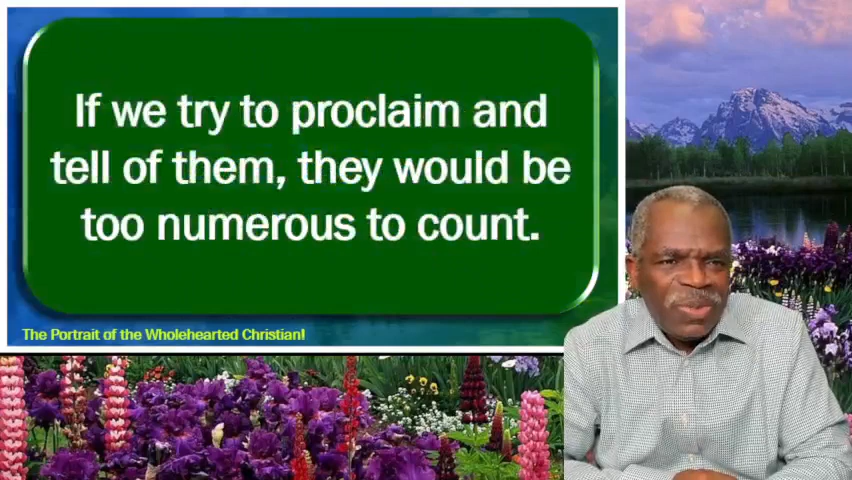 If we try to proclaim and
tell of them, they would be
too numerous to count.
The Portrait of the Wholehearted Christian!